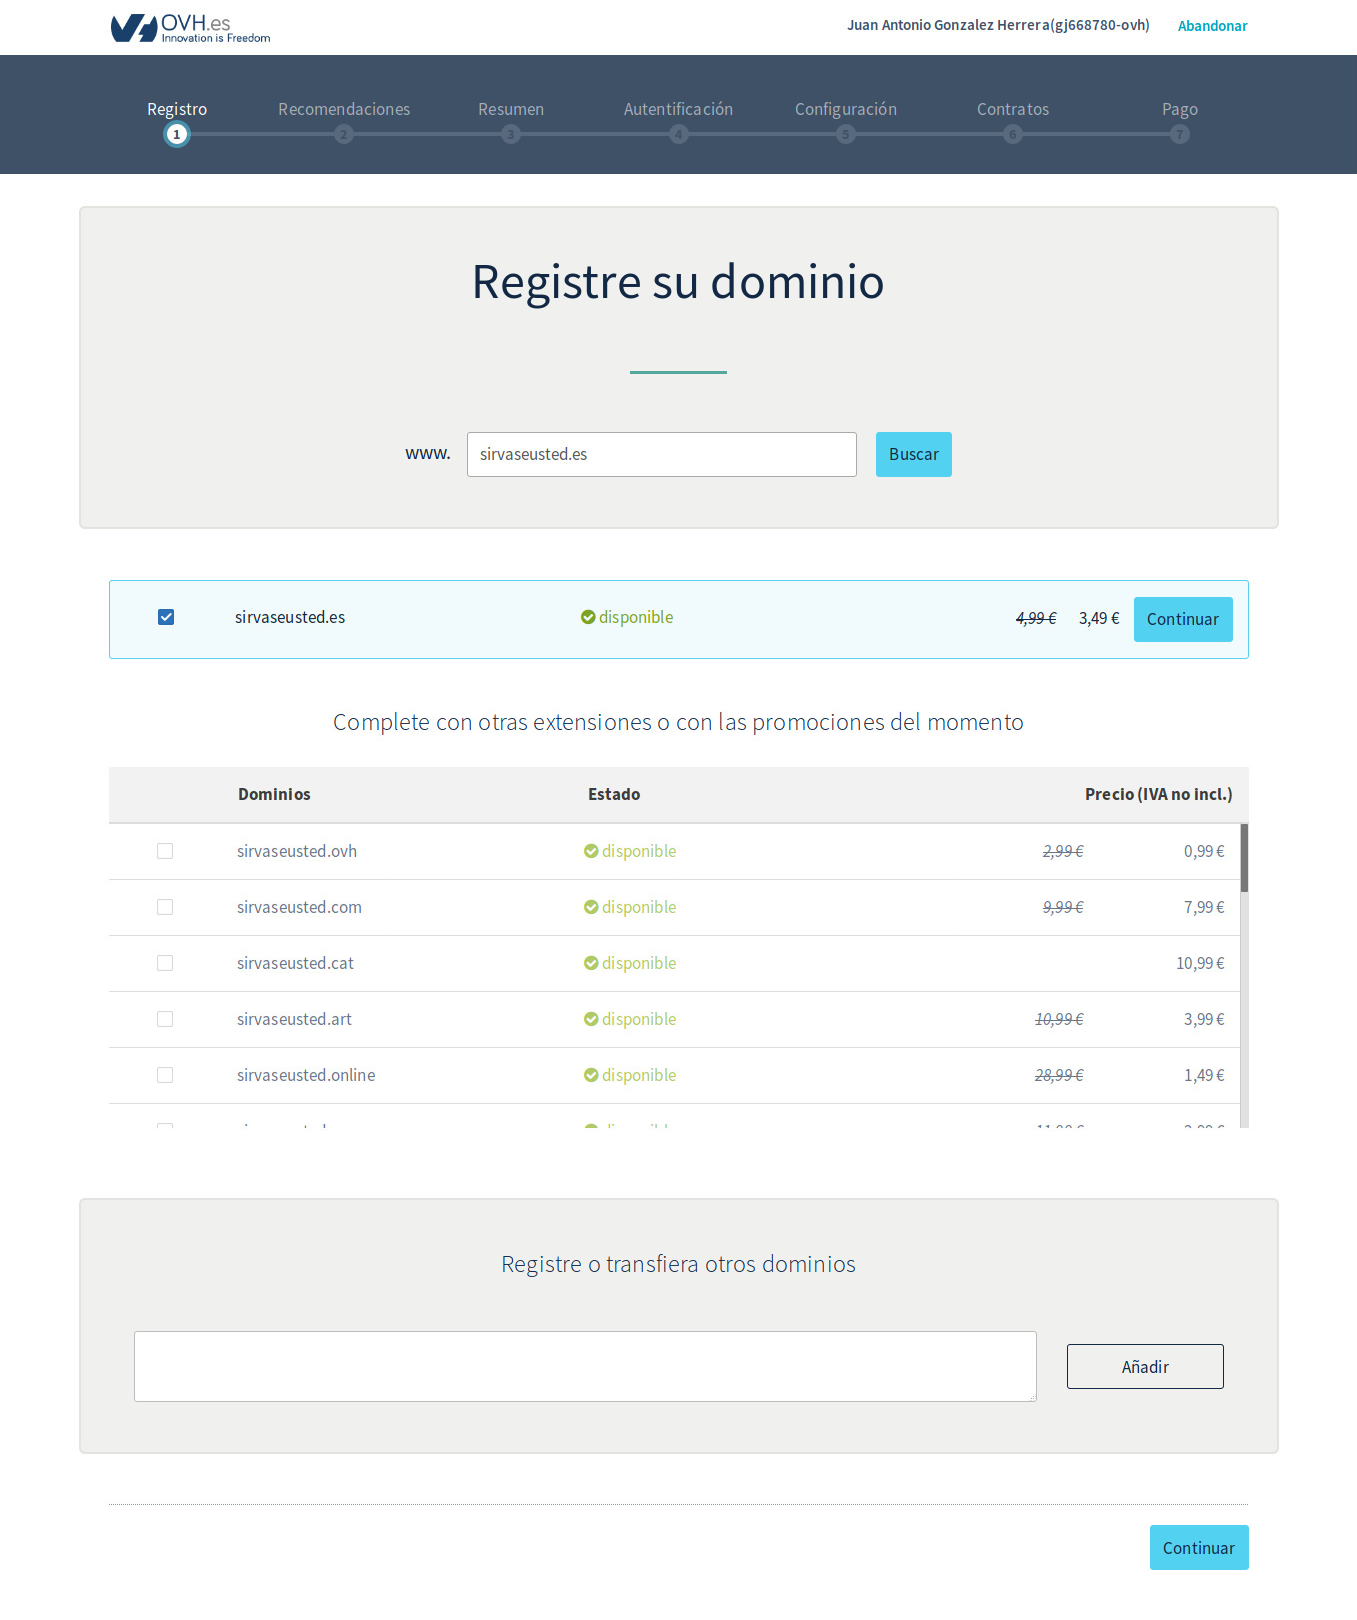 OVH.es
Innovation is Freedom
Juan Antonio Gonzalez Herrera(gj668780-ovh) Abandonar
Registro Recomendaciones Resumen Autentificación Configuración Contratos Pago
1 2 3 4 5 6 7
Registre su dominio
www. sirvaseusted.es Buscar
sirvaseusted.es disponible 4,99 € 3,49 € Continuar
Complete con otras extensiones o con las promociones del momento
Dominios Estado Precio (IVA no incl.)
sirvaseusted.ovh disponible 2,99 € 0,99 €
sirvaseusted.com disponible 9,99 € 7,99 €
sirvaseusted.cat disponible 10,99 €
sirvaseusted.art disponible 10,99 € 3,99 €
sirvaseusted.online disponible 28,99 € 1,49 €
disponible
Registre o transfiera otros dominios
Añadir
Continuar